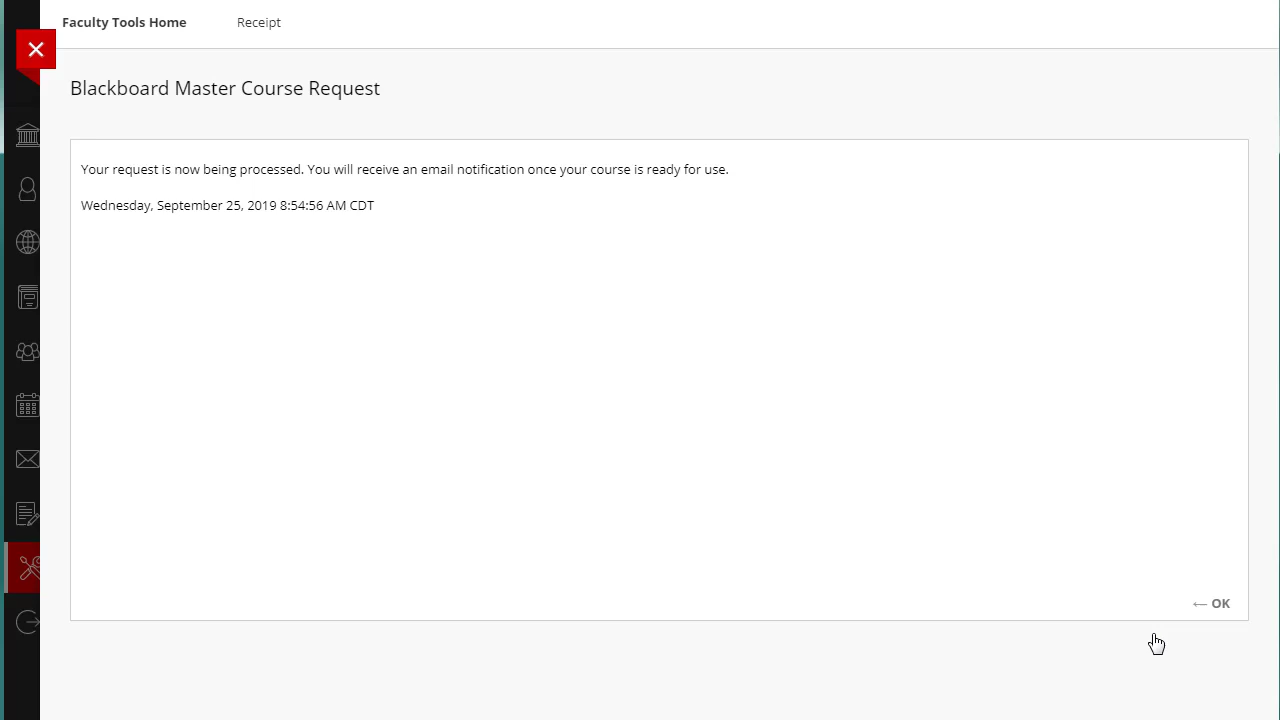 Faculty Tools Home Receipt
Blackboard Master Course Request
Your request is now being processed. You will receive an email notification once your course is ready for use.
Wednesday, September 25, 2019 8:54:56 AM CDT
← OK